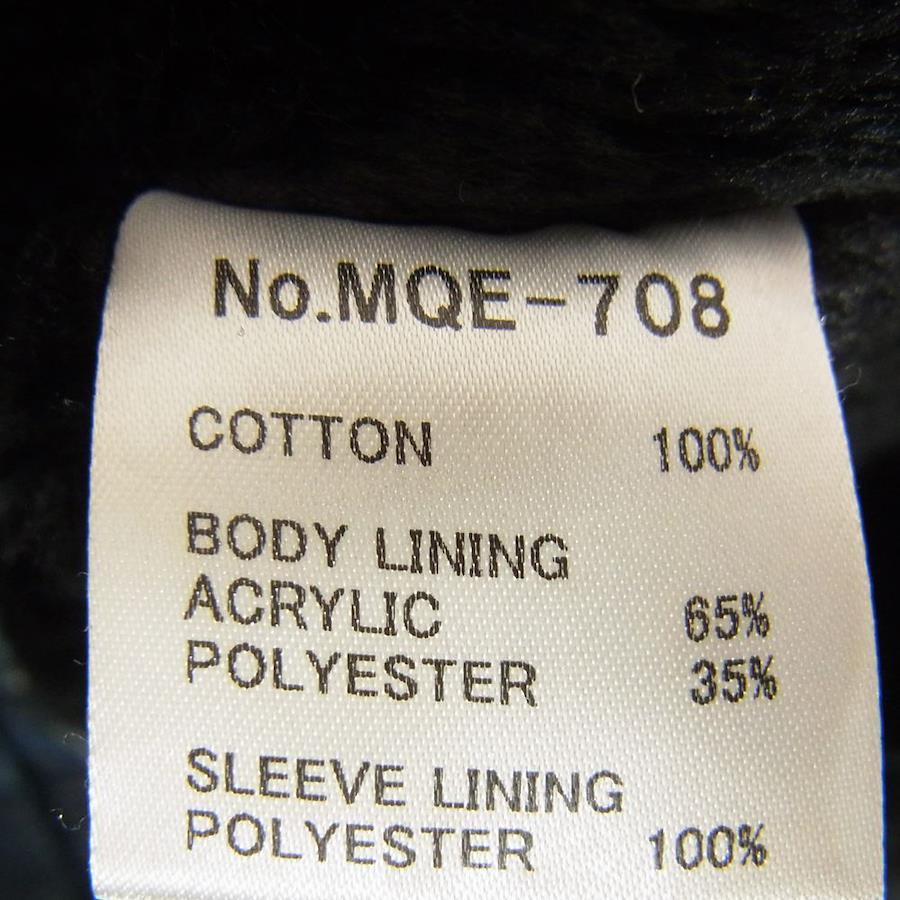 No.MQE-708
COTTON 100%
BODY LINING
ACRYLIC 65%
POLYESTER 35%
SLEEVE LINING
POLYESTER 100%